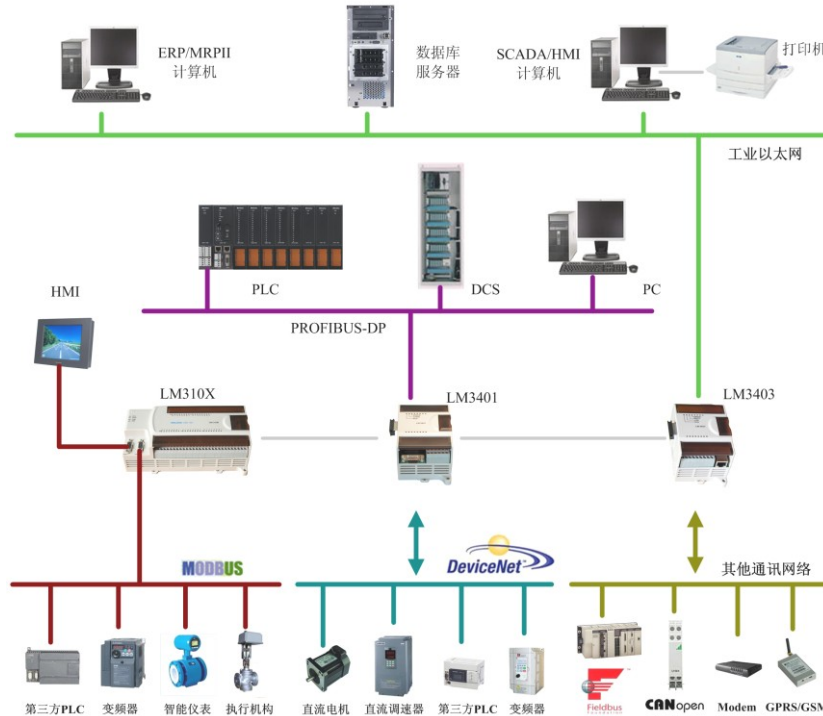 ERP/MRPII
计算机
数据库
服务器
SCADA/HMI
计算机
打印机
工业以太网
PLC
DCS
PC
HMI
PROFIBUS-DP
LM310X
LM3401
LM3403
MODBUS
DeviceNet
其他通讯网络
第三方PLC
变频器
智能仪表
执行机构
直流电机
直流调速器
第三方PLC
变频器
Fieldbus
CANopen
Modem
GPRS/GSM